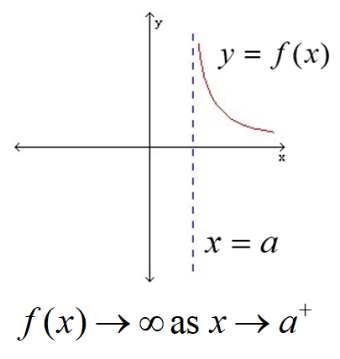 y
y = f(x)
x
x = a
f(x) → ∞ as x → a⁺